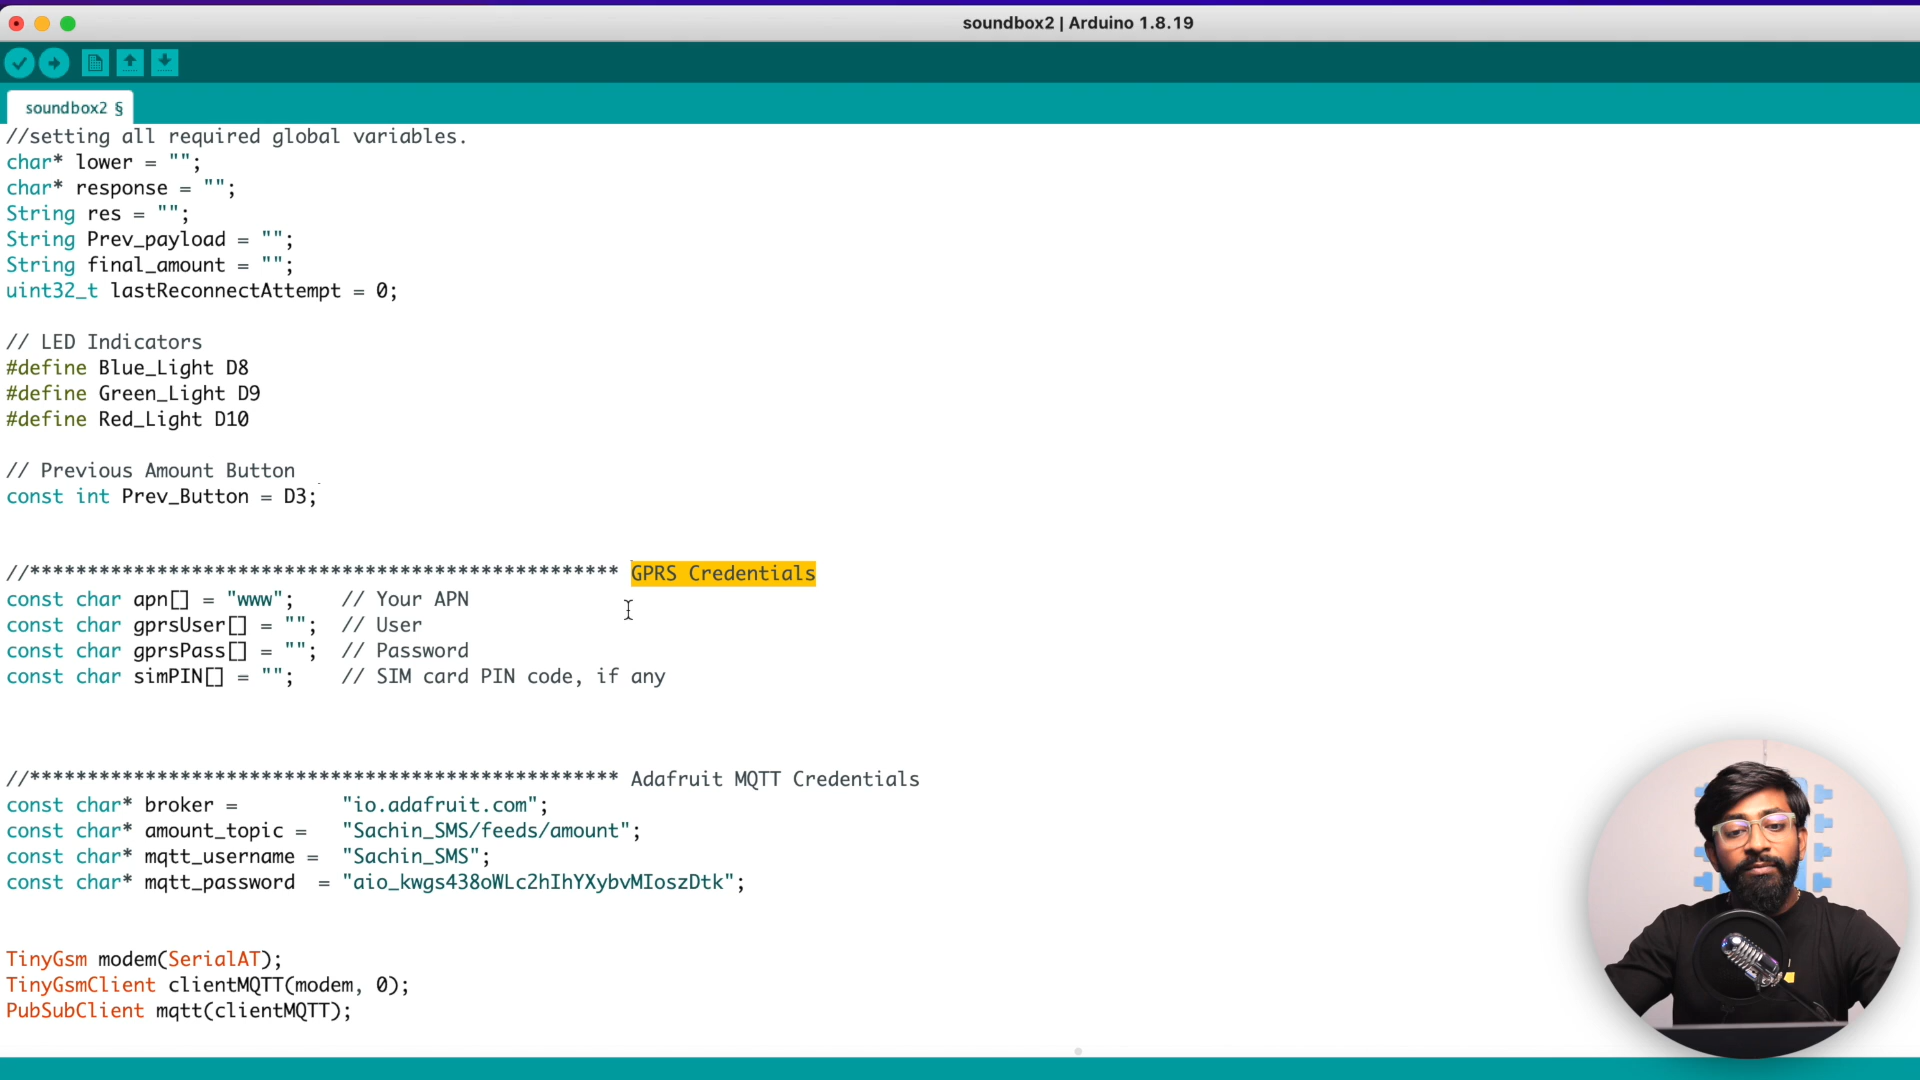 soundbox2 | Arduino 1.8.19
soundbox2 §
//setting all required global variables.
char* lower = "";
char* response = "";
String res = "";
String Prev_payload = "";
String final_amount = "";
uint32_t lastReconnectAttempt = 0;
// LED Indicators
#define Blue_Light D8
#define Green_Light D9
#define Red_Light D10
// Previous Amount Button
const int Prev_Button = D3;
//*************************************************** GPRS Credentials
const char apn[] = "www";    // Your APN
const char gprsUser[] = "";  // User
const char gprsPass[] = "";  // Password
const char simPIN[] = "";    // SIM card PIN code, if any
//*************************************************** Adafruit MQTT Credentials
const char* broker =         "io.adafruit.com";
const char* amount_topic =   "Sachin_SMS/feeds/amount";
const char* mqtt_username =  "Sachin_SMS";
const char* mqtt_password  = "aio_kwgs438oWLc2hIhYXybvMIoszDtk";
TinyGsm modem(SerialAT);
TinyGsmClient clientMQTT(modem, 0);
PubSubClient mqtt(clientMQTT);